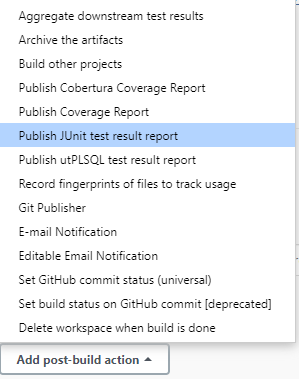 Aggregate downstream test results
Archive the artifacts
Build other projects
Publish Cobertura Coverage Report
Publish Coverage Report
Publish JUnit test result report
Publish utPLSQL test result report
Record fingerprints of files to track usage
Git Publisher
E-mail Notification
Editable Email Notification
Set GitHub commit status (universal)
Set build status on GitHub commit [deprecated]
Delete workspace when build is done
Add post-build action